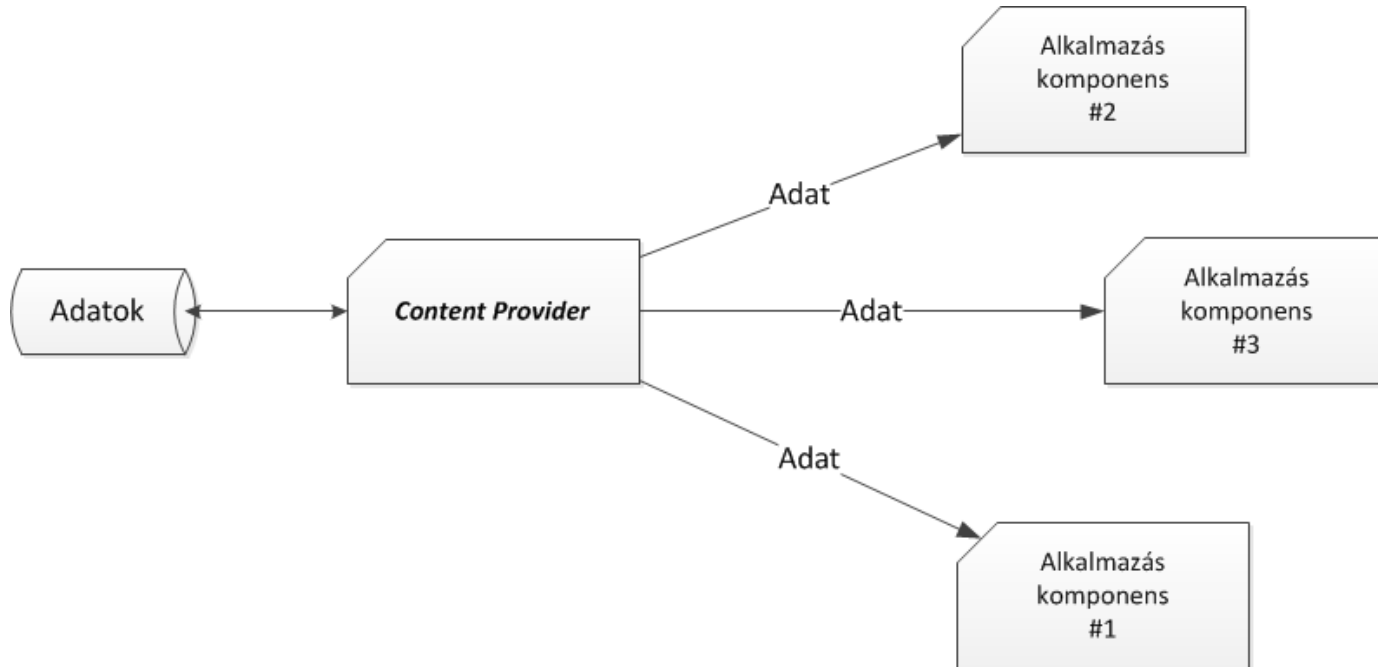 Alkalmazás
komponens
#2
Adat
Adatok
Content Provider
Adat
Alkalmazás
komponens
#3
Adat
Alkalmazás
komponens
#1